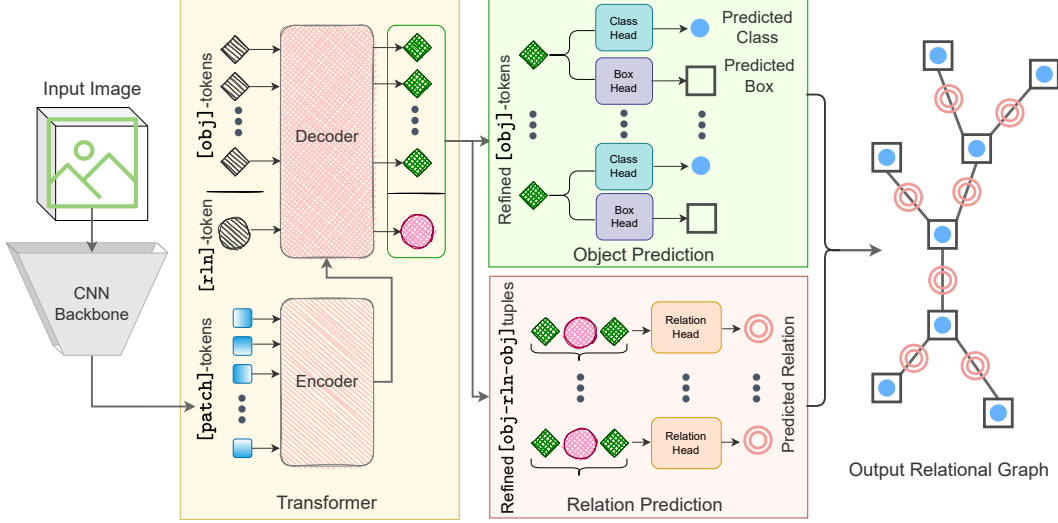 Input Image
CNN
Backbone
[obj]-tokens
[rln]-token
[patch]-tokens
Decoder
Encoder
Transformer
Refined [obj]-tokens
Class
Head
Predicted
Class
Box
Head
Predicted
Box
Class
Head
Box
Head
Object Prediction
Refined [obj-rln-obj]tuples
Relation
Head
Relation
Head
Predicted Relation
Relation Prediction
Output Relational Graph